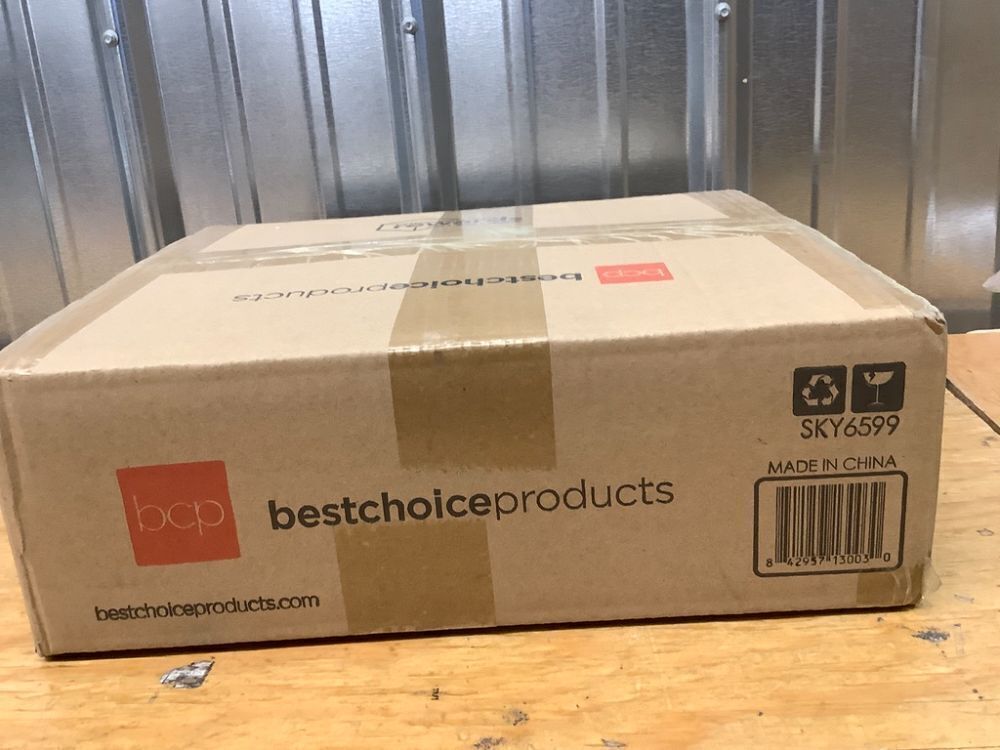 bcp
bestchoiceproducts
SKY6599
MADE IN CHINA
bcp
bestchoiceproducts
8 42957 13003 0
bestchoiceproducts.com